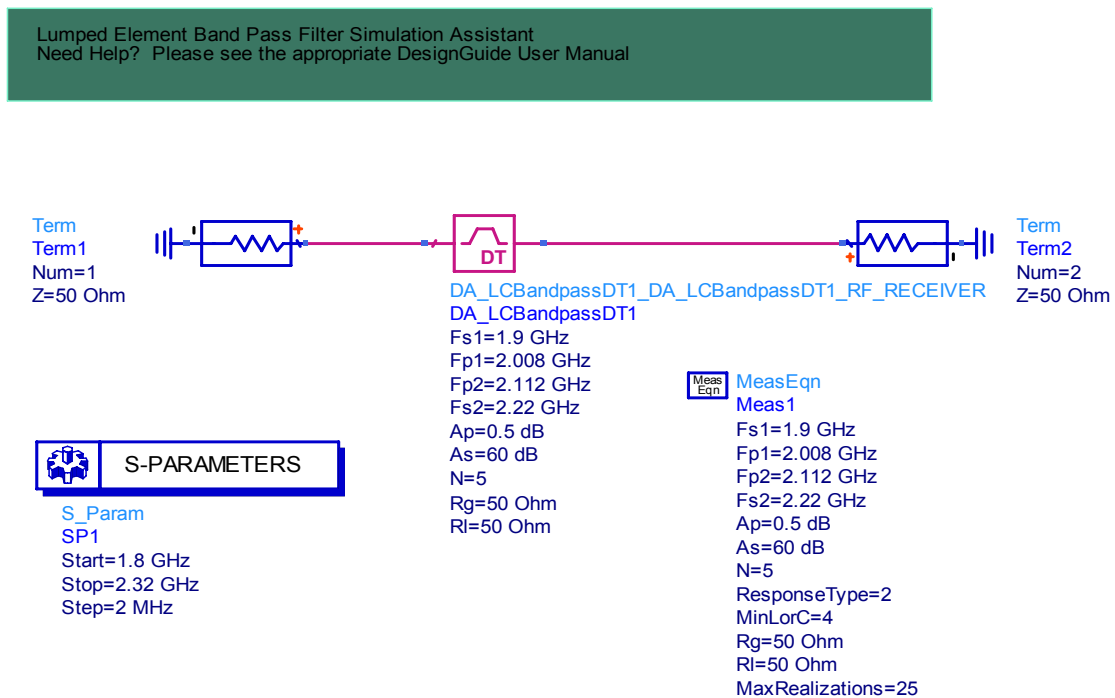 Lumped Element Band Pass Filter Simulation Assistant
Need Help?  Please see the appropriate DesignGuide User Manual
Term
Term1
Num=1
Z=50 Ohm
DT
Term
Term2
Num=2
Z=50 Ohm
DA_LCBandpassDT1_DA_LCBandpassDT1_RF_RECEIVER
DA_LCBandpassDT1
Fs1=1.9 GHz
Fp1=2.008 GHz
Fp2=2.112 GHz
Fs2=2.22 GHz
Ap=0.5 dB
As=60 dB
N=5
Rg=50 Ohm
Rl=50 Ohm
S-PARAMETERS
S_Param
SP1
Start=1.8 GHz
Stop=2.32 GHz
Step=2 MHz
Meas
Eqn
MeasEqn
Meas1
Fs1=1.9 GHz
Fp1=2.008 GHz
Fp2=2.112 GHz
Fs2=2.22 GHz
Ap=0.5 dB
As=60 dB
N=5
ResponseType=2
MinLorC=4
Rg=50 Ohm
Rl=50 Ohm
MaxRealizations=25